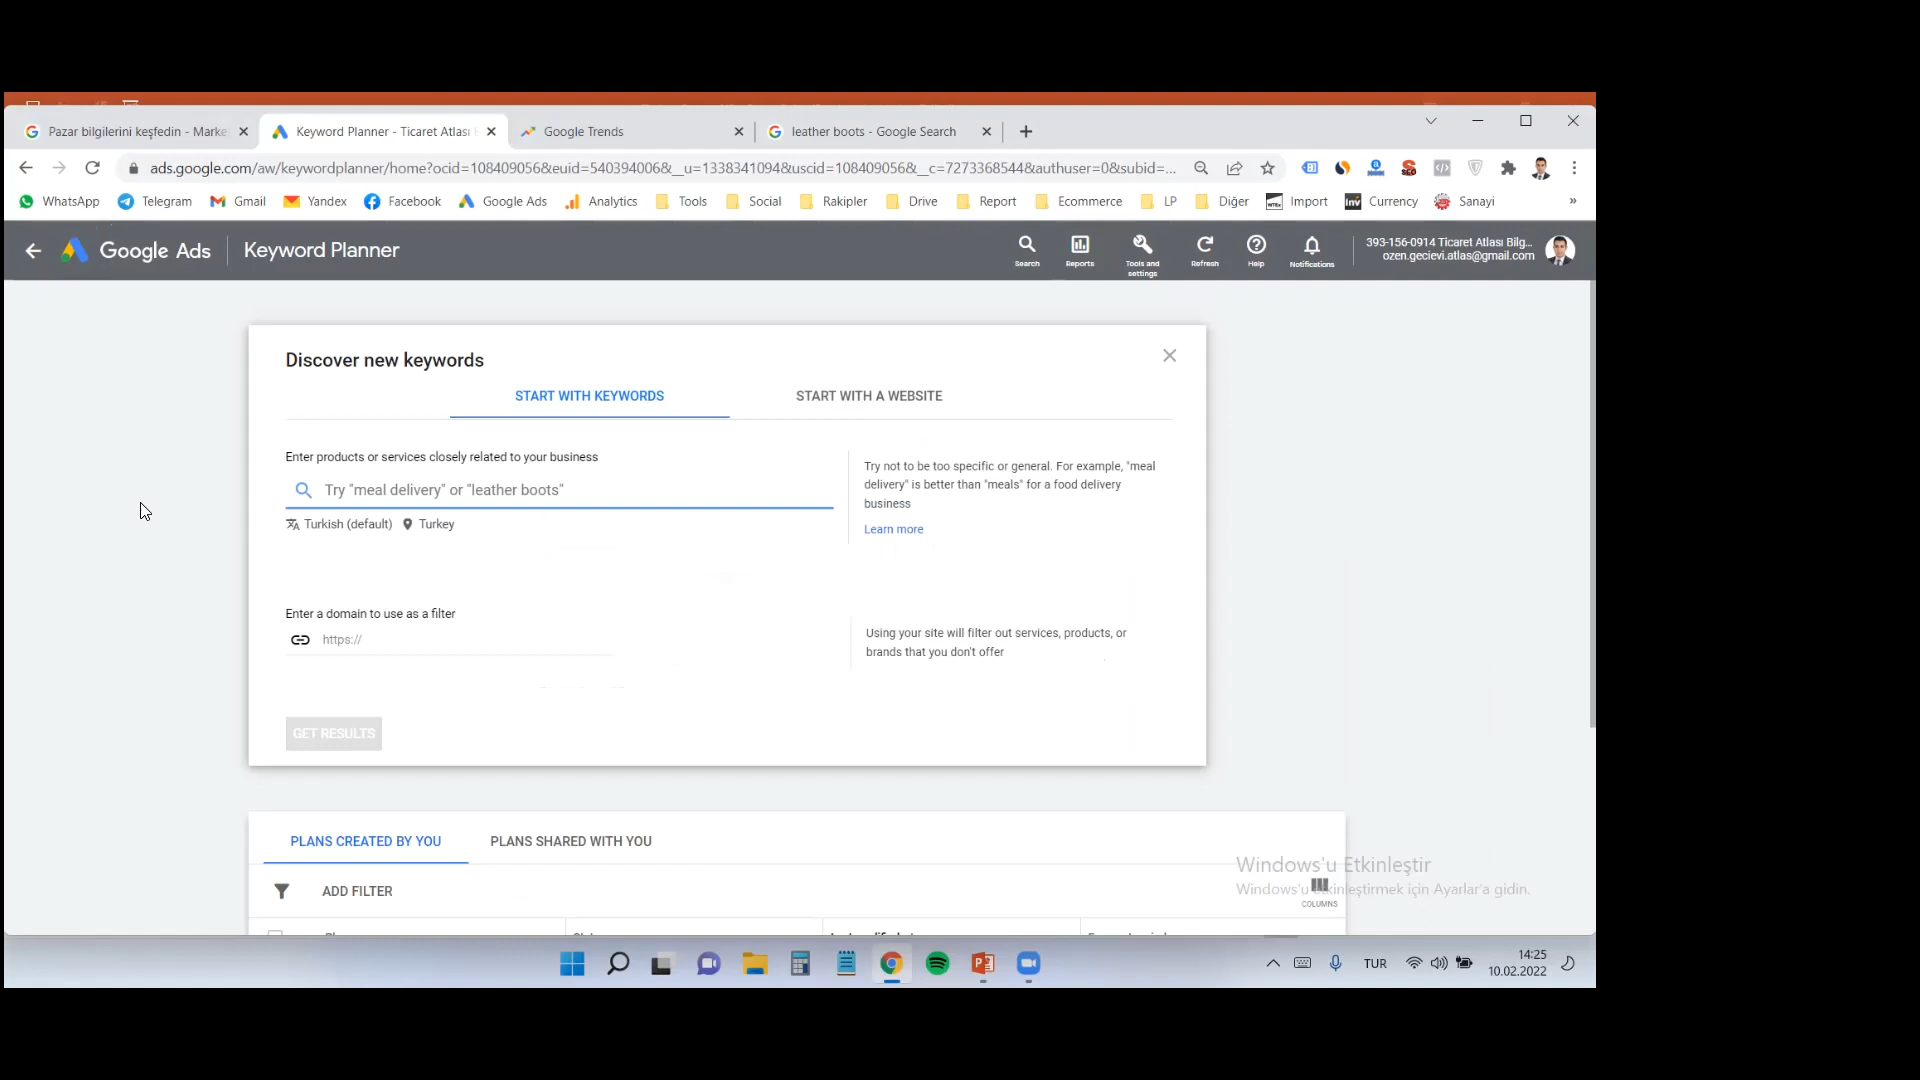 Pazar bilgilerini keşfedin - Marke
Keyword Planner - Ticaret Atlası
Google Trends
leather boots - Google Search
ads.google.com/aw/keywordplanner/home?ocid=108409056&euid=540394006&__u=1338341094&uscid=108409056&__c=7273368544&authuser=0&subid=...
WhatsApp Telegram Gmail Yandex Facebook Google Ads Analytics Tools Social Rakipler Drive Report Ecommerce LP Diğer Import Currency Sanayi »
Google Ads Keyword Planner
Search Reports Tools and settings Refresh Help Notifications
393-156-0914 Ticaret Atlası Bilg...
ozen.gecievi.atlas@gmail.com
Discover new keywords
START WITH KEYWORDS START WITH A WEBSITE
Enter products or services closely related to your business
Try "meal delivery" or "leather boots"
Turkish (default) Turkey
Try not to be too specific or general. For example, "meal
delivery" is better than "meals" for a food delivery
business
Learn more
Enter a domain to use as a filter
https://
Using your site will filter out services, products, or
brands that you don't offer
GET RESULTS
PLANS CREATED BY YOU PLANS SHARED WITH YOU
ADD FILTER
COLUMNS
Windows'u Etkinleştir
Windows'u etkinleştirmek için Ayarlar'a gidin.
TUR
14:25
10.02.2022